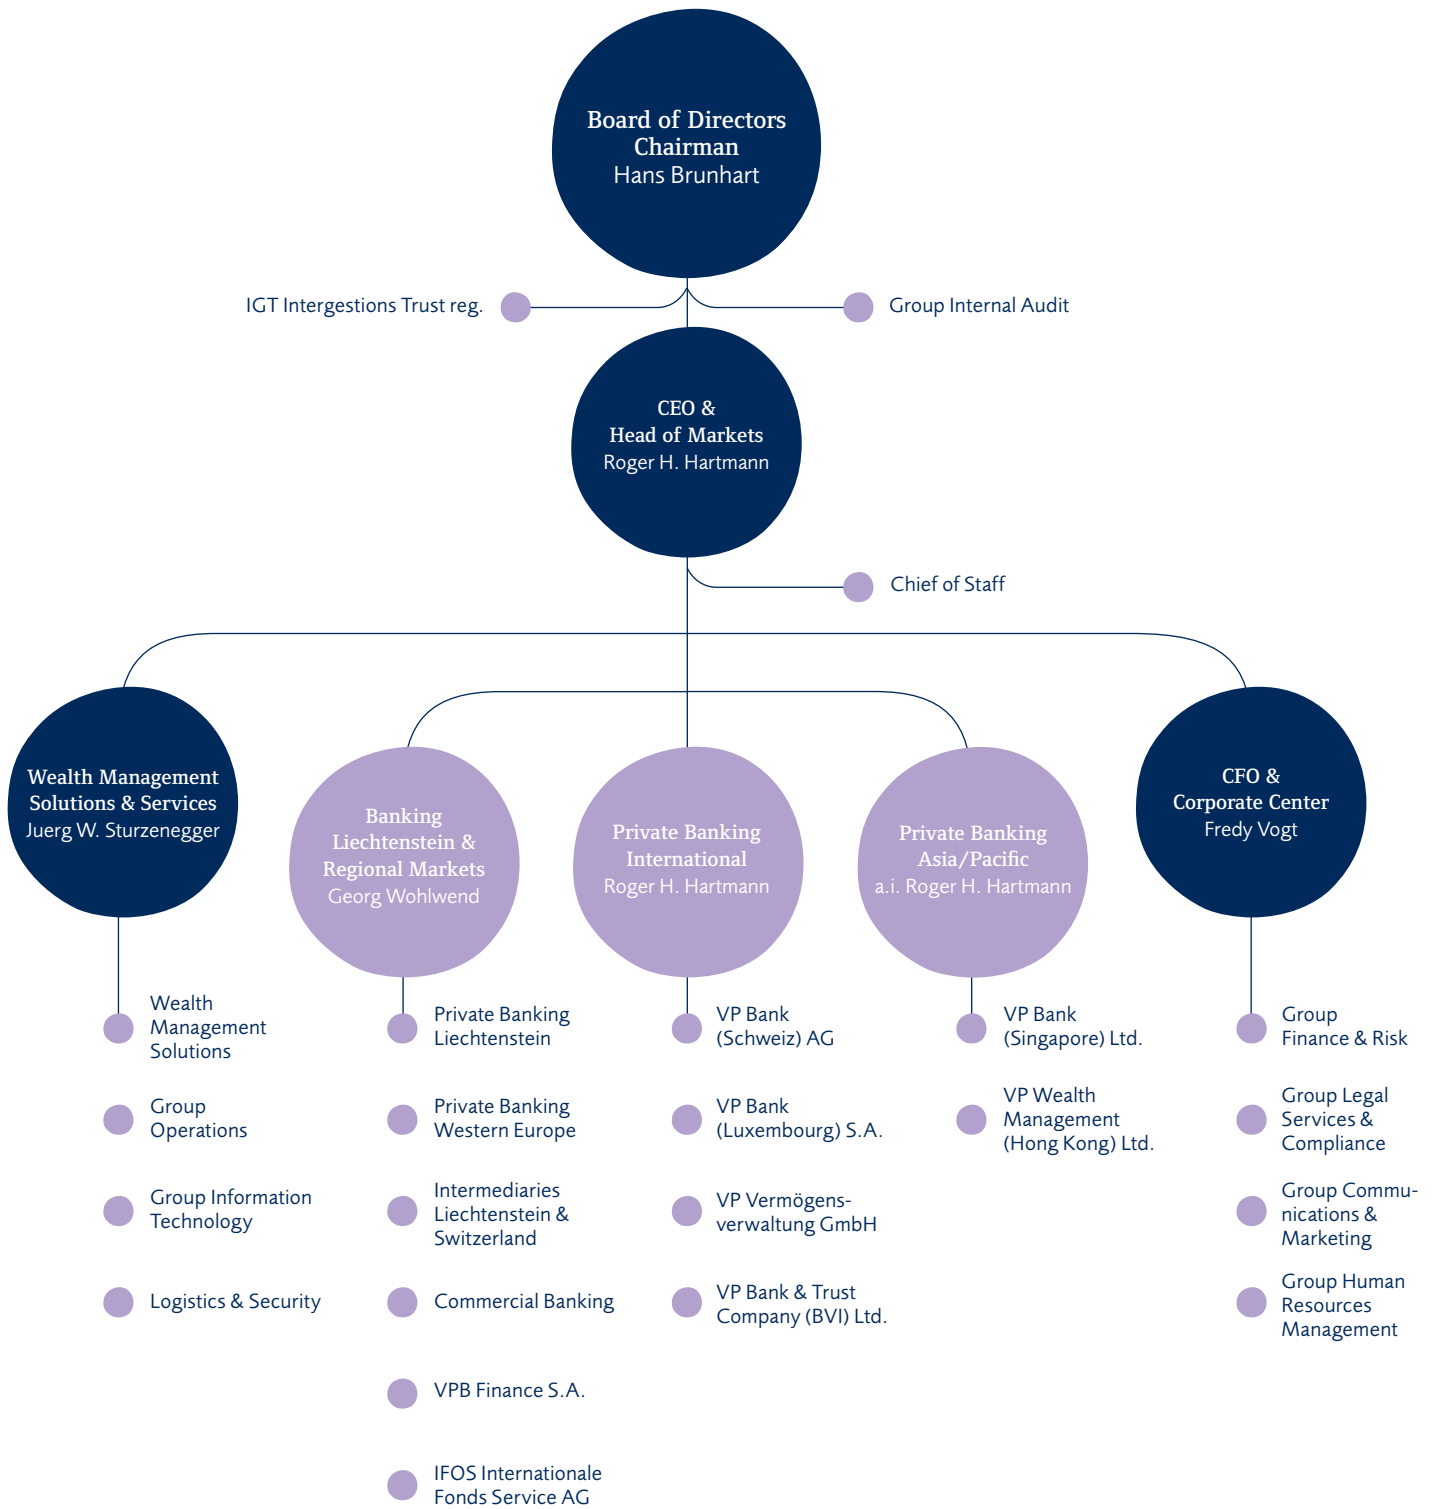 Board of Directors
Chairman
Hans Brunhart
IGT Intergestions Trust reg.
Group Internal Audit
CEO &
Head of Markets
Roger H. Hartmann
Chief of Staff
Wealth Management
Solutions & Services
Juerg W. Sturzenegger
Banking
Liechtenstein &
Regional Markets
Georg Wohlwend
Private Banking
International
Roger H. Hartmann
Private Banking
Asia/Pacific
a.i. Roger H. Hartmann
CFO &
Corporate Center
Fredy Vogt
Wealth
Management
Solutions
Group
Operations
Group Information
Technology
Logistics & Security
Private Banking
Liechtenstein
Private Banking
Western Europe
Intermediaries
Liechtenstein &
Switzerland
Commercial Banking
VPB Finance S.A.
IFOS Internationale
Fonds Service AG
VP Bank
(Schweiz) AG
VP Bank
(Luxembourg) S.A.
VP Vermögens-
verwaltung GmbH
VP Bank & Trust
Company (BVI) Ltd.
VP Bank
(Singapore) Ltd.
VP Wealth
Management
(Hong Kong) Ltd.
Group
Finance & Risk
Group Legal
Services &
Compliance
Group Commu-
nications &
Marketing
Group Human
Resources
Management